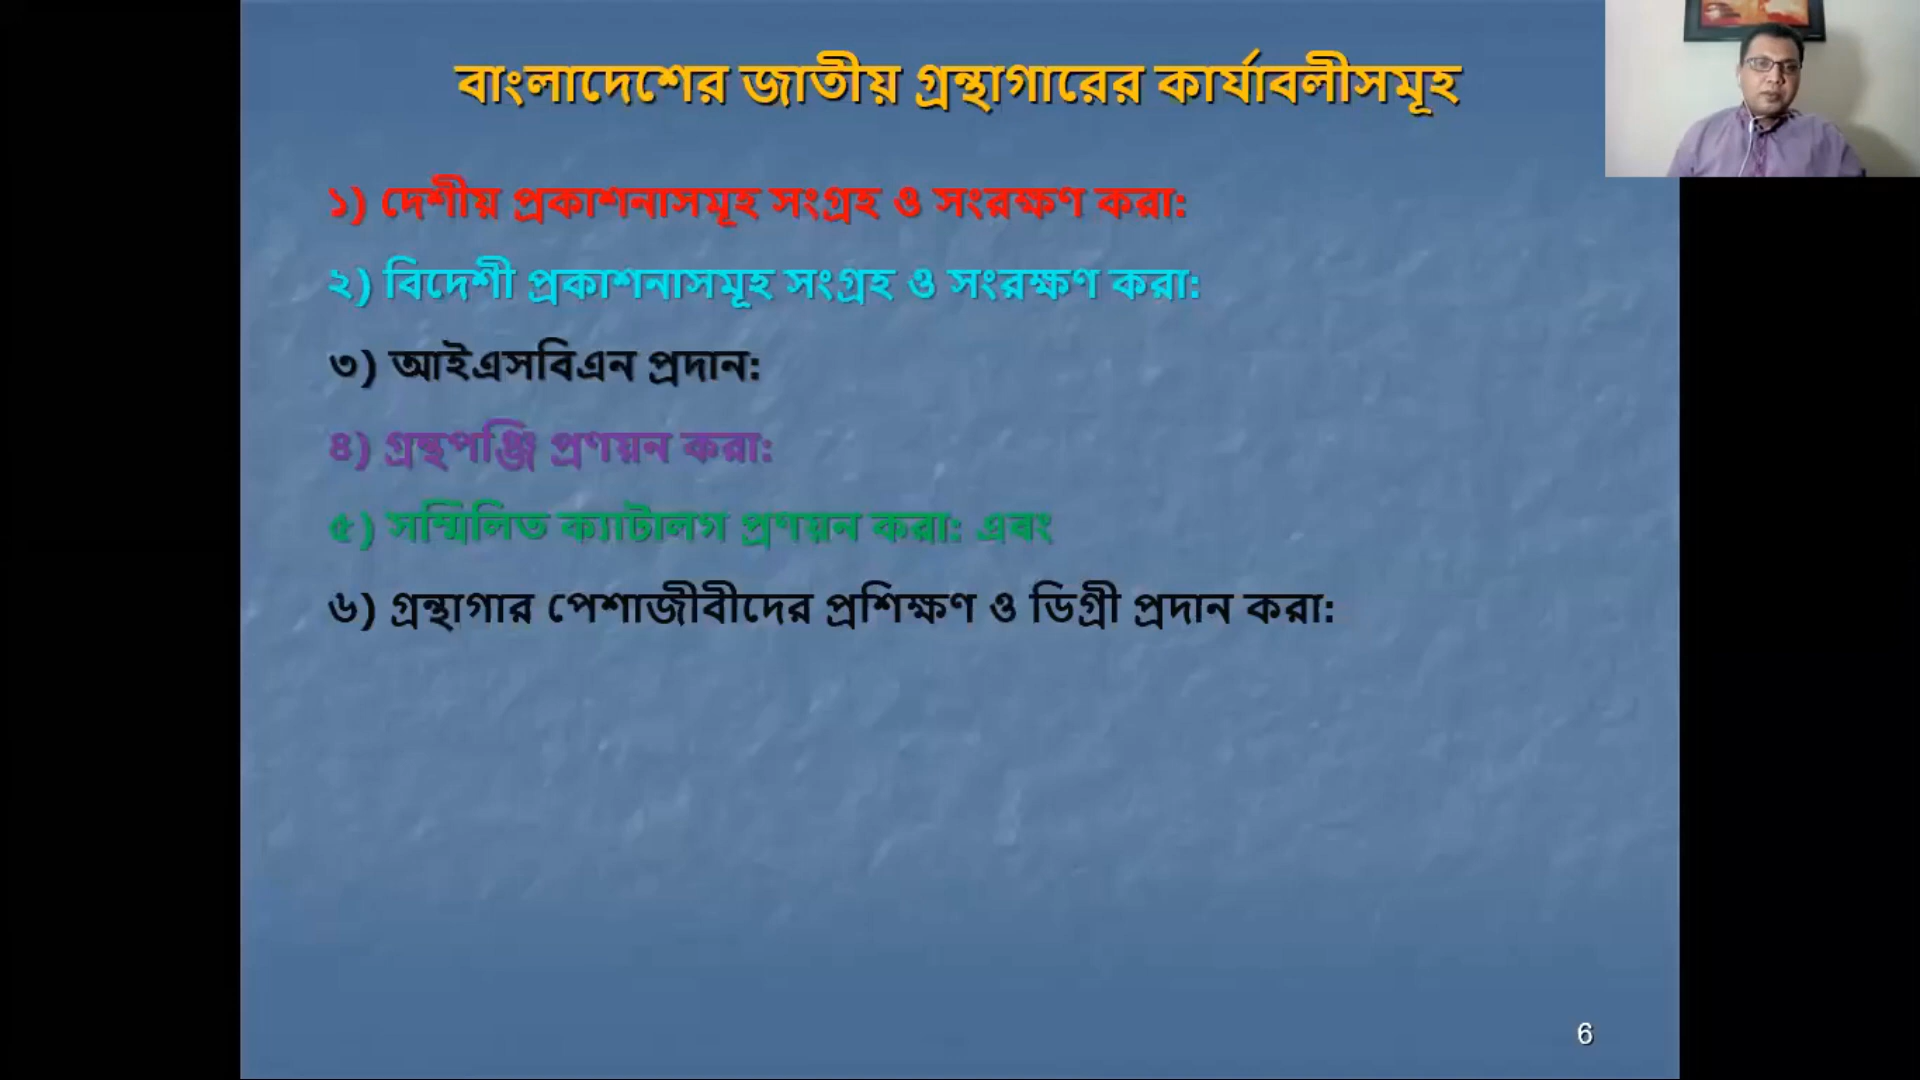 বাংলাদেশের জাতীয় গ্রন্থাগারের কার্যাবলীসমূহ
১) দেশীয় প্রকাশনাসমূহ সংগ্রহ ও সংরক্ষণ করা:
২) বিদেশী প্রকাশনাসমূহ সংগ্রহ ও সংরক্ষণ করা:
৩) আইএসবিএন প্রদান:
৪) গ্রন্থপঞ্জি প্রণয়ন করা:
৫) সম্মিলিত ক্যাটালগ প্রণয়ন করা: এবং
৬) গ্রন্থাগার পেশাজীবীদের প্রশিক্ষণ ও ডিগ্রী প্রদান করা:
6